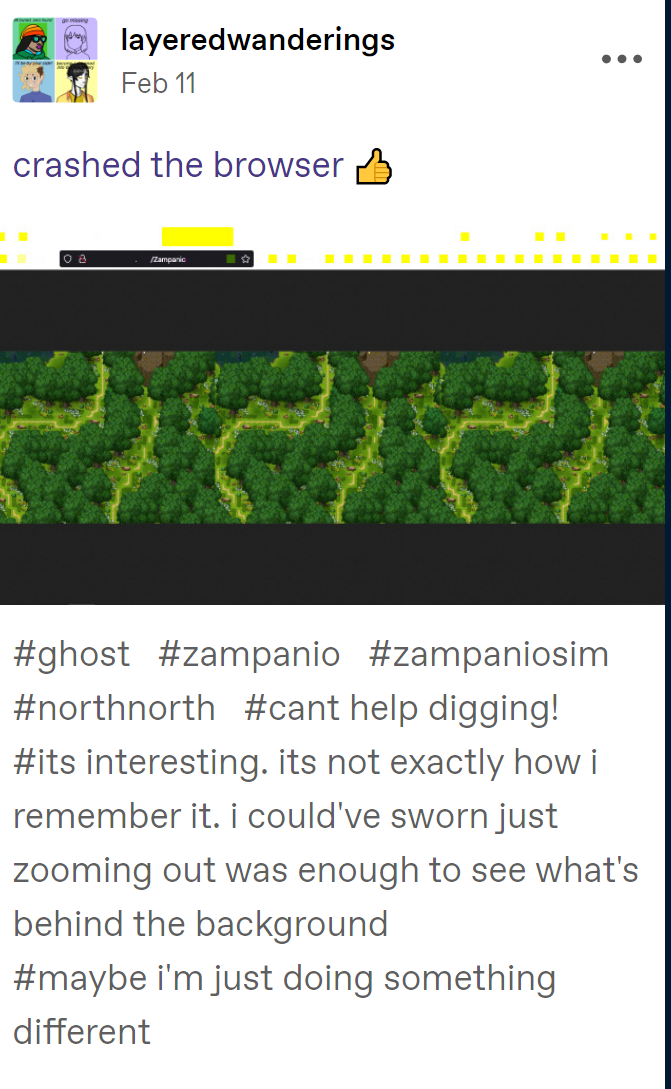 layeredwanderings
Feb 11
crashed the browser 👍
/Zampanic
#ghost #zampanio #zampaniosim
#northnorth #cant help digging!
#its interesting. its not exactly how i
remember it. i could've sworn just
zooming out was enough to see what's
behind the background
#maybe i'm just doing something
different